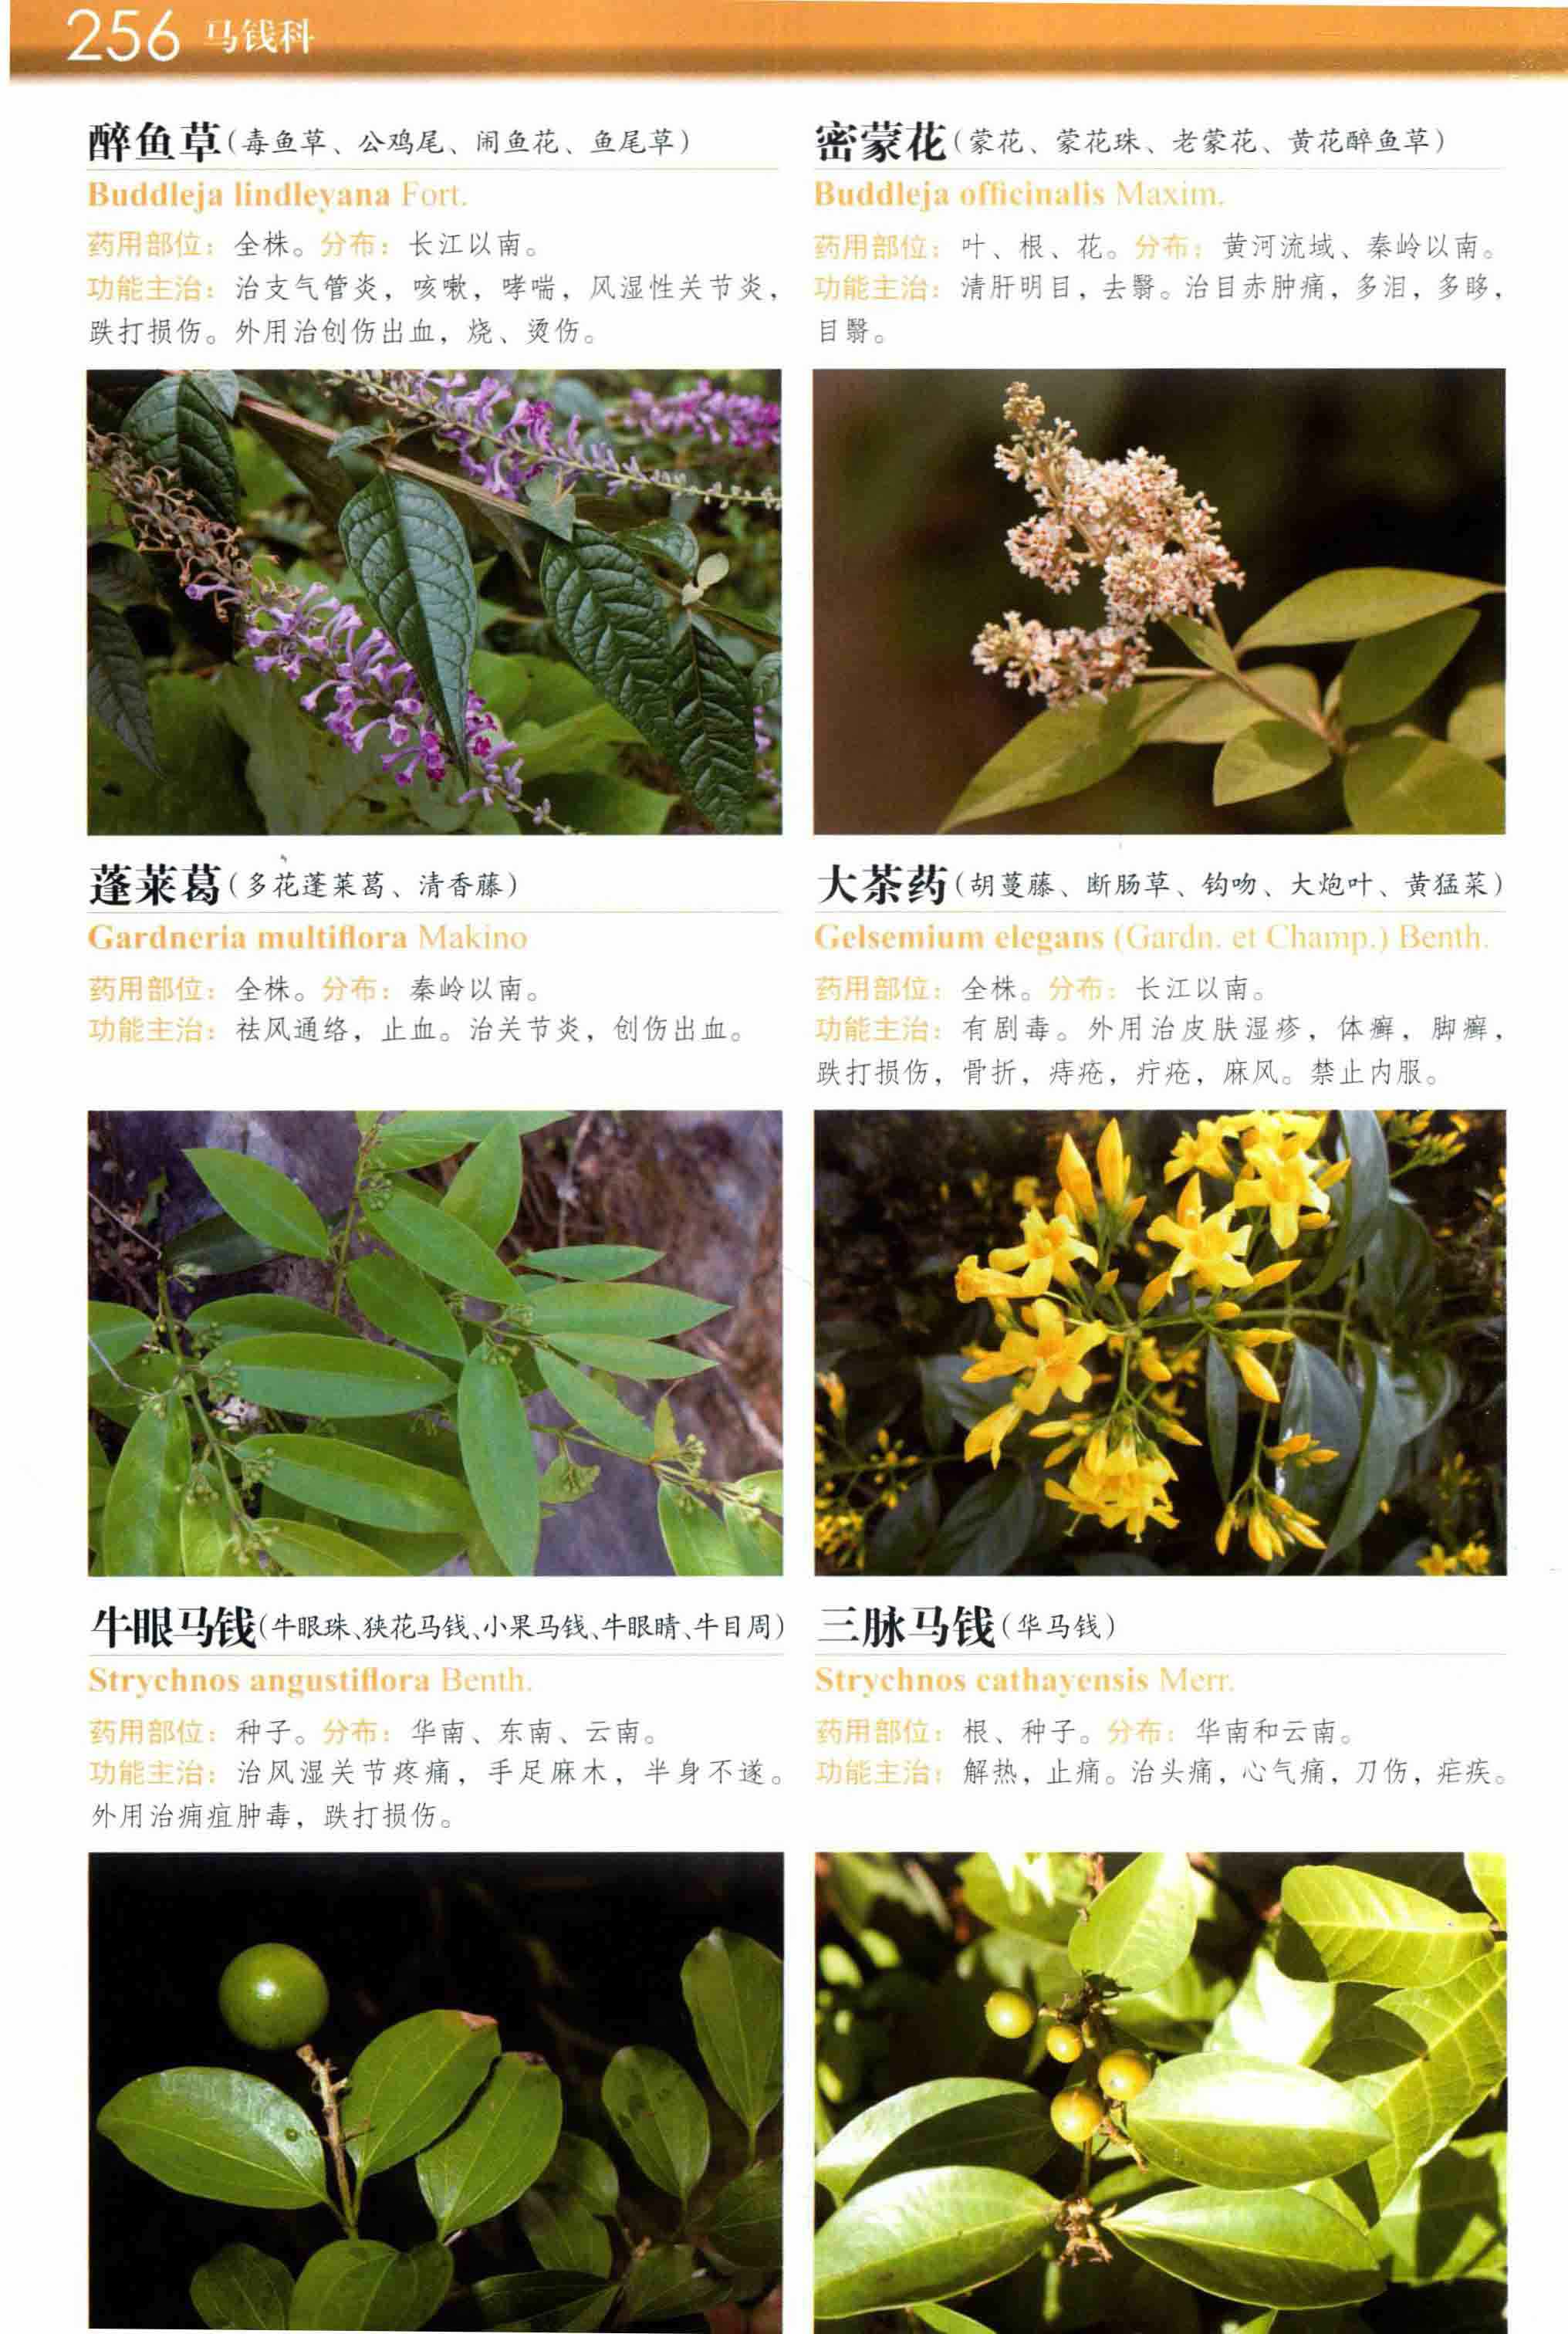 256 马钱科
醉鱼草(毒鱼草、公鸡尾、闹鱼花、鱼尾草)
Buddleja lindleyana Fort.
药用部位：全株。分布：长江以南。
功能主治：治支气管炎，咳嗽，哮喘，风湿性关节炎，
跌打损伤。外用治创伤出血，烧、烫伤。
密蒙花(蒙花、蒙花珠、老蒙花、黄花醉鱼草)
Buddleja officinalis Maxim.
药用部位：叶、根、花。分布：黄河流域、秦岭以南。
功能主治：清肝明目，去翳。治目赤肿痛，多泪，多眵，
目翳。
蓬莱葛(多花蓬莱葛、清香藤)
Gardneria multiflora Makino
药用部位：全株。分布：秦岭以南。
功能主治：祛风通络，止血。治关节炎，创伤出血。
大茶药(胡蔓藤、断肠草、钩吻、大炮叶、黄猛菜)
Gelsemium elegans (Gardn. et Champ.) Benth.
药用部位：全株。分布：长江以南。
功能主治：有剧毒。外用治皮肤湿疹，体癣，脚癣，
跌打损伤，骨折，痔疮，疔疮，麻风。禁止内服。
牛眼马钱(牛眼珠、狭花马钱、小果马钱、牛眼睛、牛目周)
Strychnos angustiflora Benth.
药用部位：种子。分布：华南、东南、云南。
功能主治：治风湿关节疼痛，手足麻木，半身不遂。
外用治痈疽肿毒，跌打损伤。
三脉马钱(华马钱)
Strychnos cathayensis Merr.
药用部位：根、种子。分布：华南和云南。
功能主治：解热，止痛。治头痛，心气痛，刀伤，疟疾。